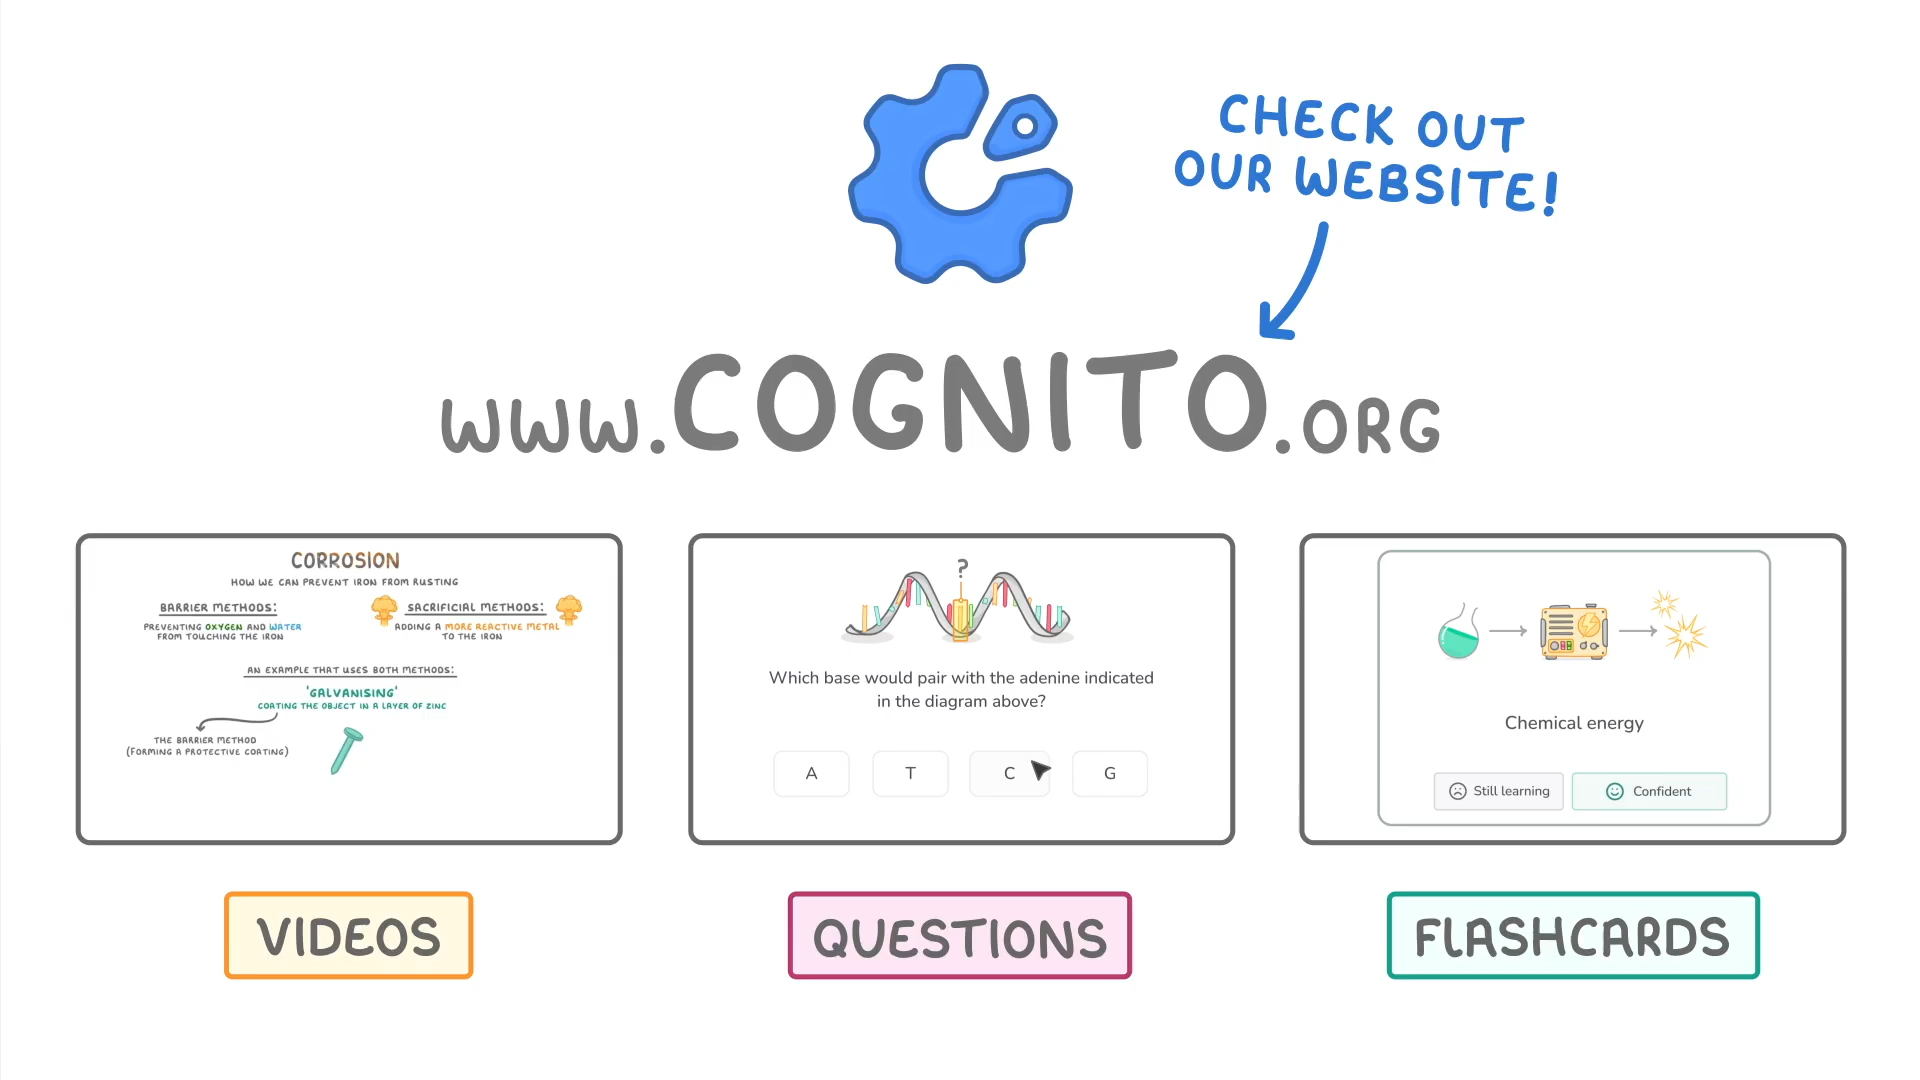 CHECK OUT
OUR WEBSITE!
WWW.COGNITO.ORG
CORROSION
HOW WE CAN PREVENT IRON FROM RUSTING
BARRIER METHODS:
PREVENTING OXYGEN AND WATER
FROM TOUCHING THE IRON
SACRIFICIAL METHODS:
ADDING A MORE REACTIVE METAL
TO THE IRON
AN EXAMPLE THAT USES BOTH METHODS:
'GALVANISING'
COATING THE OBJECT IN A LAYER OF ZINC
THE BARRIER METHOD
(FORMING A PROTECTIVE COATING)
?
Which base would pair with the adenine indicated
in the diagram above?
A T C G
Chemical energy
Still learning Confident
VIDEOS
QUESTIONS
FLASHCARDS